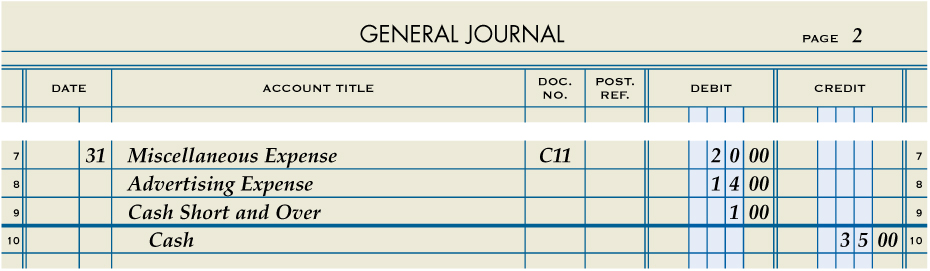 GENERAL JOURNAL PAGE 2
DATE ACCOUNT TITLE DOC. NO. POST. REF. DEBIT CREDIT
7 31 Miscellaneous Expense C11 20 00 7
8 Advertising Expense 14 00 8
9 Cash Short and Over 1 00 9
10 Cash 35 00 10